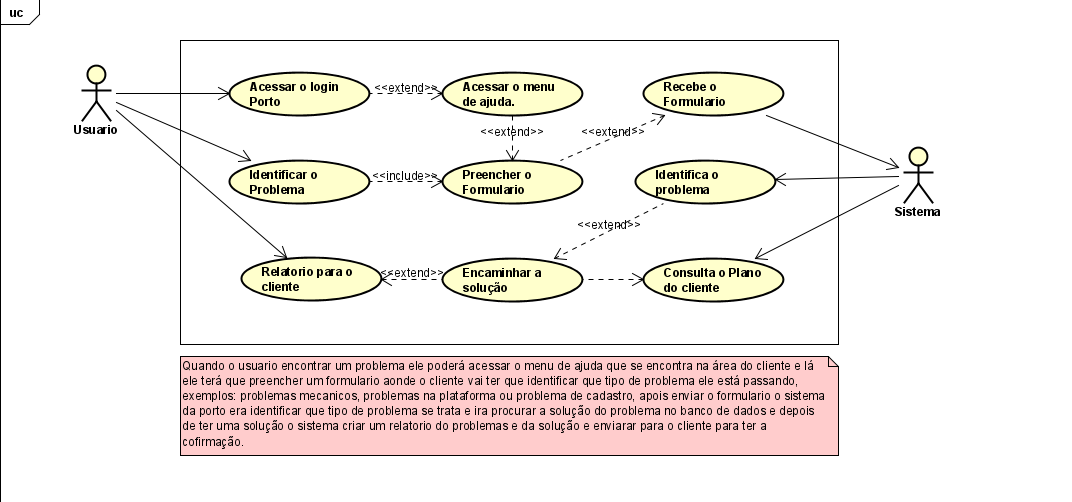 uc
Acessar o login
Porto
<<extend>>
Acessar o menu
de ajuda.
Recebe o
Formulario
Usuario
<<extend>>
<<extend>>
Identificar o
Problema
<<include>>
Preencher o
Formulario
Identifica o
problema
Sistema
<<extend>>
Relatorio para o
cliente
<<extend>>
Encaminhar a
solução
Consulta o Plano
do cliente
Quando o usuario encontrar um problema ele poderá acessar o menu de ajuda que se encontra na área do cliente e lá
ele terá que preencher um formulario aonde o cliente vai ter que identificar que tipo de problema ele está passando,
exemplos: problemas mecanicos, problemas na plataforma ou problema de cadastro, apois enviar o formulario o sistema
da porto era identificar que tipo de problema se trata e ira procurar a solução do problema no banco de dados e depois
de ter uma solução o sistema criar um relatorio do problemas e da solução e enviarar para o cliente para ter a
cofirmação.